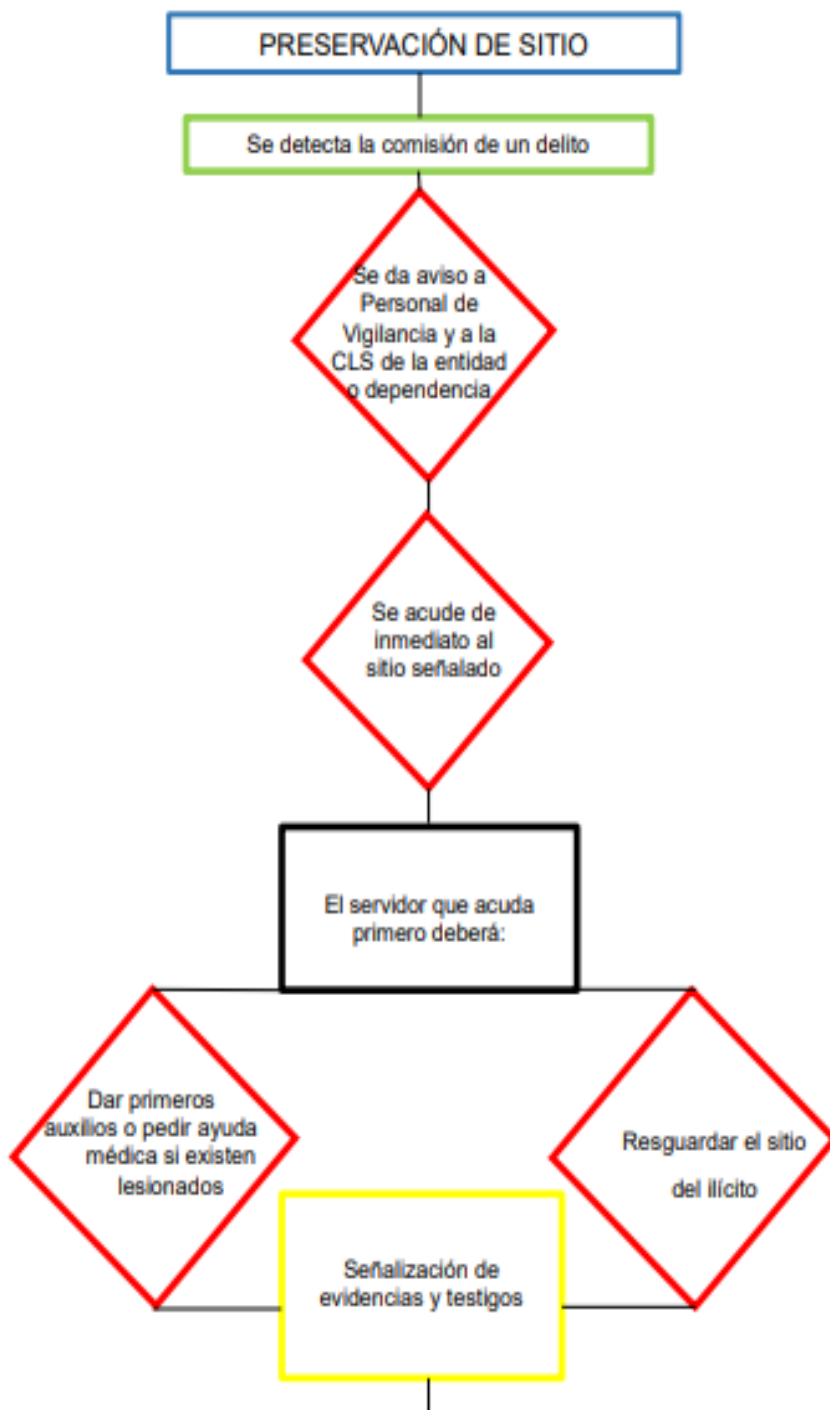 PRESERVACIÓN DE SITIO
Se detecta la comisión de un delito
Se da aviso a
Personal de
Vigilancia y a la
CLS de la entidad
o dependencia
Se acude de
inmediato al
sitio señalado
El servidor que acuda
primero deberá:
Dar primeros
auxilios o pedir ayuda
médica si existen
lesionados
Resguardar el sitio
del ilícito
Señalización de
evidencias y testigos